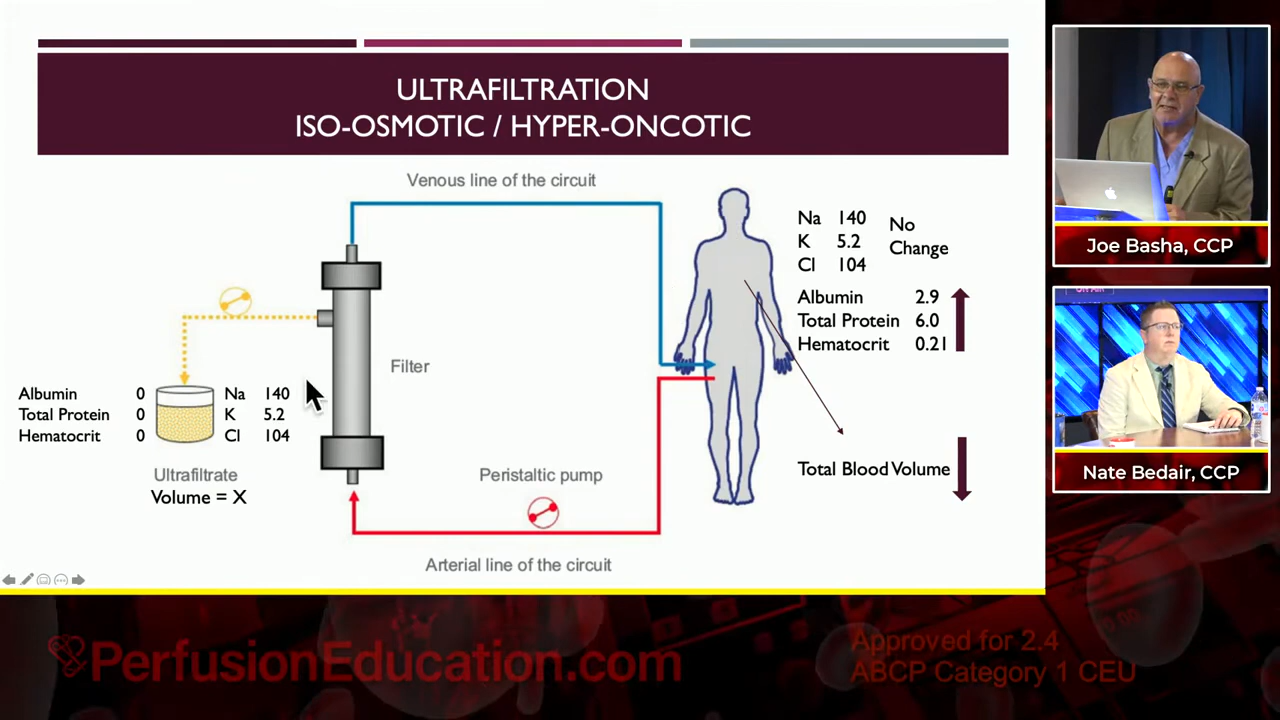 ULTRAFILTRATION
ISO-OSMOTIC / HYPER-ONCOTIC
Venous line of the circuit
Na 140
K 5.2
Cl 104
No
Change
Albumin 2.9
Total Protein 6.0
Hematocrit 0.21
Filter
Albumin 0
Total Protein 0
Hematocrit 0
Na 140
K 5.2
Cl 104
Ultrafiltrate
Volume = X
Peristaltic pump
Total Blood Volume
Arterial line of the circuit
Joe Basha, CCP
ON AIR
Nate Bedair, CCP
PerfusionEducation.com
Approved for 2.4
ABCP Category 1 CEU